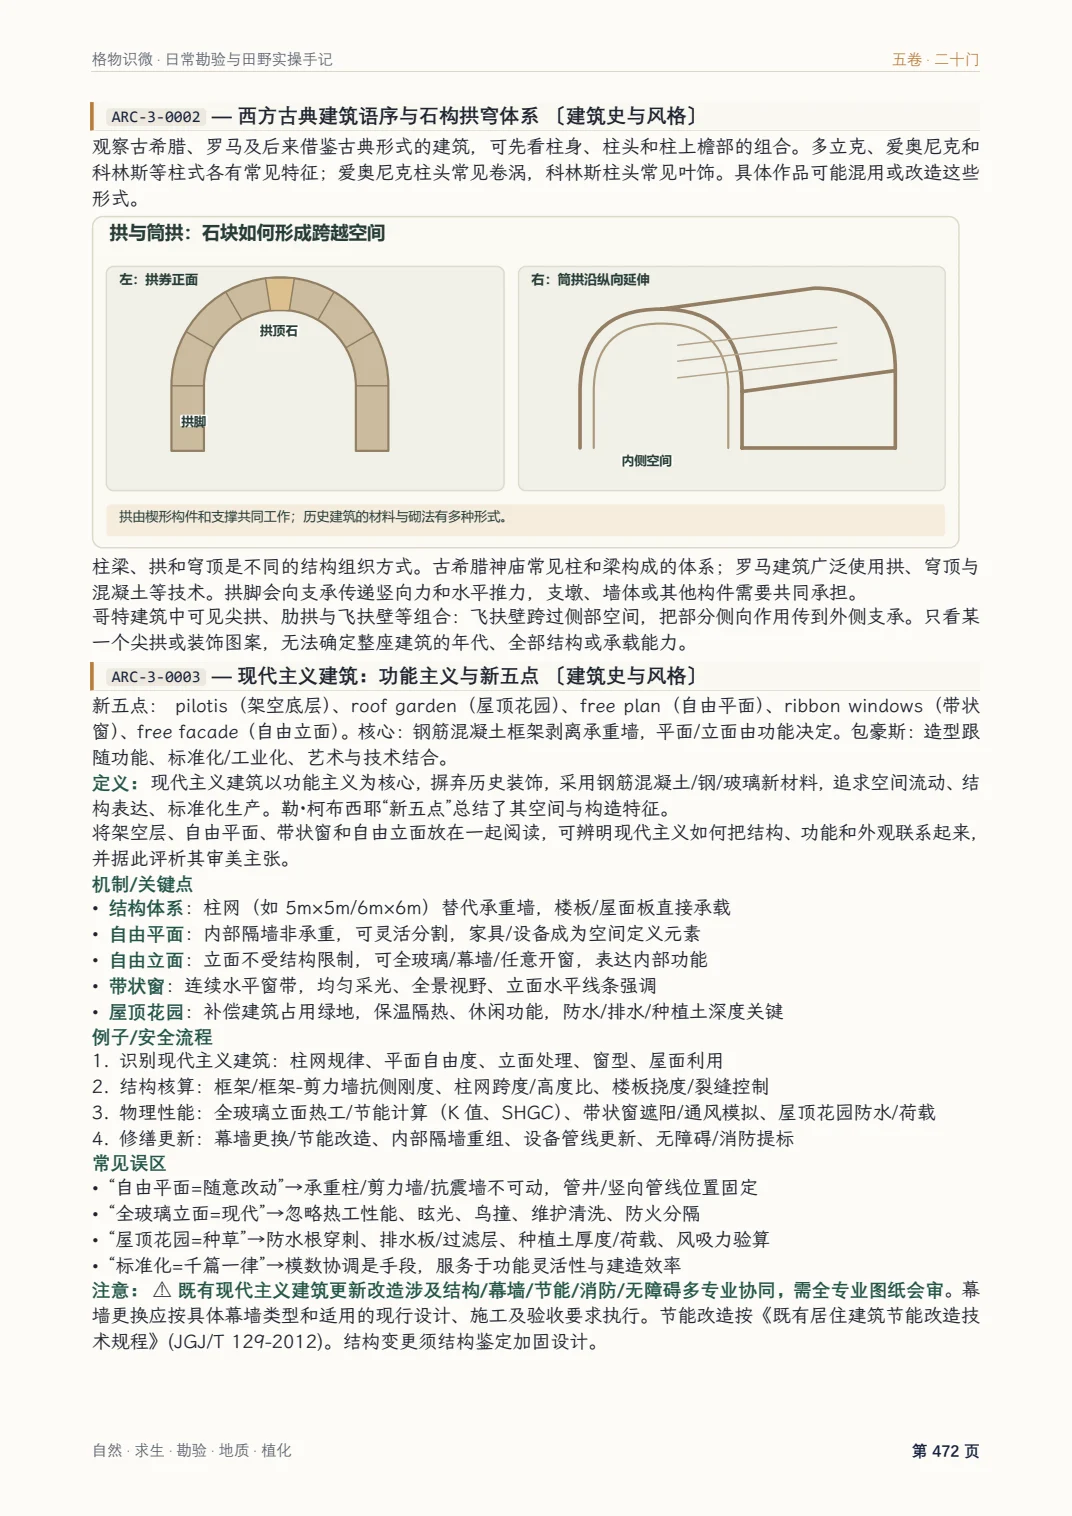 格物识微 · 日常勘验与田野实操手记
五卷 · 二十门
ARC-3-0002 — 西方古典建筑语序与石构拱穹体系 〔建筑史与风格〕
观察古希腊、罗马及后来借鉴古典形式的建筑，可先看柱身、柱头和柱上檐部的组合。多立克、爱奥尼克和
科林斯等柱式各有常见特征；爱奥尼克柱头常见卷涡，科林斯柱头常见叶饰。具体作品可能混用或改造这些
形式。
拱与筒拱：石块如何形成跨越空间
左：拱券正面
右：筒拱沿纵向延伸
拱顶石
拱脚
内侧空间
拱由楔形构件和支撑共同工作；历史建筑的材料与砌法有多种形式。
柱梁、拱和穹顶是不同的结构组织方式。古希腊神庙常见柱和梁构成的体系；罗马建筑广泛使用拱、穹顶与
混凝土等技术。拱脚会向支承传递竖向力和水平推力，支墩、墙体或其他构件需要共同承担。
哥特建筑中可见尖拱、肋拱与飞扶壁等组合：飞扶壁跨过侧部空间，把部分侧向作用传到外侧支承。只看某
一个尖拱或装饰图案，无法确定整座建筑的年代、全部结构或承载能力。
ARC-3-0003 — 现代主义建筑：功能主义与新五点 〔建筑史与风格〕
新五点： pilotis（架空底层）、roof garden（屋顶花园）、free plan（自由平面）、ribbon windows（带状
窗）、free facade（自由立面）。核心：钢筋混凝土框架剥离承重墙，平面/立面由功能决定。包豪斯：造型跟
随功能、标准化/工业化、艺术与技术结合。
定义：现代主义建筑以功能主义为核心，摒弃历史装饰，采用钢筋混凝土/钢/玻璃新材料，追求空间流动、结
构表达、标准化生产。勒•柯布西耶“新五点”总结了其空间与构造特征。
将架空层、自由平面、带状窗和自由立面放在一起阅读，可辨明现代主义如何把结构、功能和外观联系起来，
并据此评析其审美主张。
机制/关键点
• 结构体系：柱网（如 5m×5m/6m×6m）替代承重墙，楼板/屋面板直接承载
• 自由平面：内部隔墙非承重，可灵活分割，家具/设备成为空间定义元素
• 自由立面：立面不受结构限制，可全玻璃/幕墙/任意开窗，表达内部功能
• 带状窗：连续水平窗带，均匀采光、全景视野、立面水平线条强调
• 屋顶花园：补偿建筑占用绿地，保温隔热、休闲功能，防水/排水/种植土深度关键
例子/安全流程
1. 识别现代主义建筑：柱网规律、平面自由度、立面处理、窗型、屋面利用
2. 结构核算：框架/框架-剪力墙抗侧刚度、柱网跨度/高度比、楼板挠度/裂缝控制
3. 物理性能：全玻璃立面热工/节能计算（K 值、SHGC）、带状窗遮阳/通风模拟、屋顶花园防水/荷载
4. 修缮更新：幕墙更换/节能改造、内部隔墙重组、设备管线更新、无障碍/消防提标
常见误区
• “自由平面=随意改动”→承重柱/剪力墙/抗震墙不可动，管井/竖向管线位置固定
• “全玻璃立面=现代”→忽略热工性能、眩光、鸟撞、维护清洗、防火分隔
• “屋顶花园=种草”→防水根穿刺、排水板/过滤层、种植土厚度/荷载、风吸力验算
• “标准化=千篇一律”→模数协调是手段，服务于功能灵活性与建造效率
注意：⚠ 既有现代主义建筑更新改造涉及结构/幕墙/节能/消防/无障碍多专业协同，需全专业图纸会审。幕
墙更换应按具体幕墙类型和适用的现行设计、施工及验收要求执行。节能改造按《既有居住建筑节能改造技
术规程》(JGJ/T 129-2012)。结构变更须结构鉴定加固设计。
自然 · 求生 · 勘验 · 地质 · 植化
第 472 页